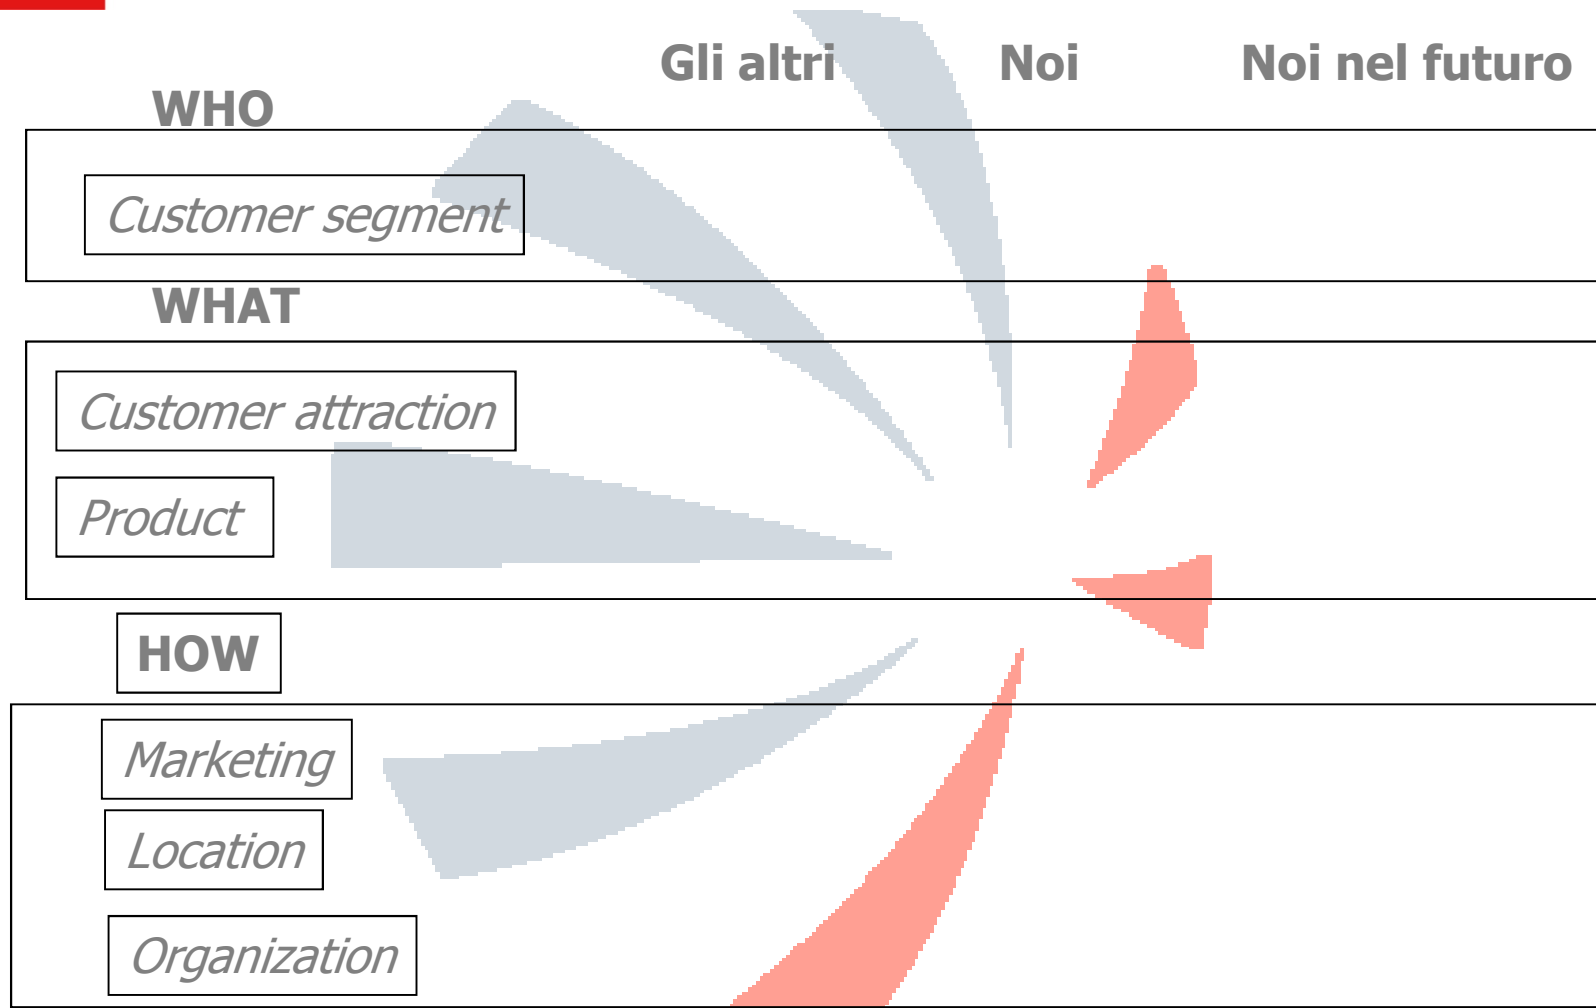 Gli altri Noi Noi nel futuro
WHO
Customer segment
WHAT
Customer attraction
Product
HOW
Marketing
Location
Organization